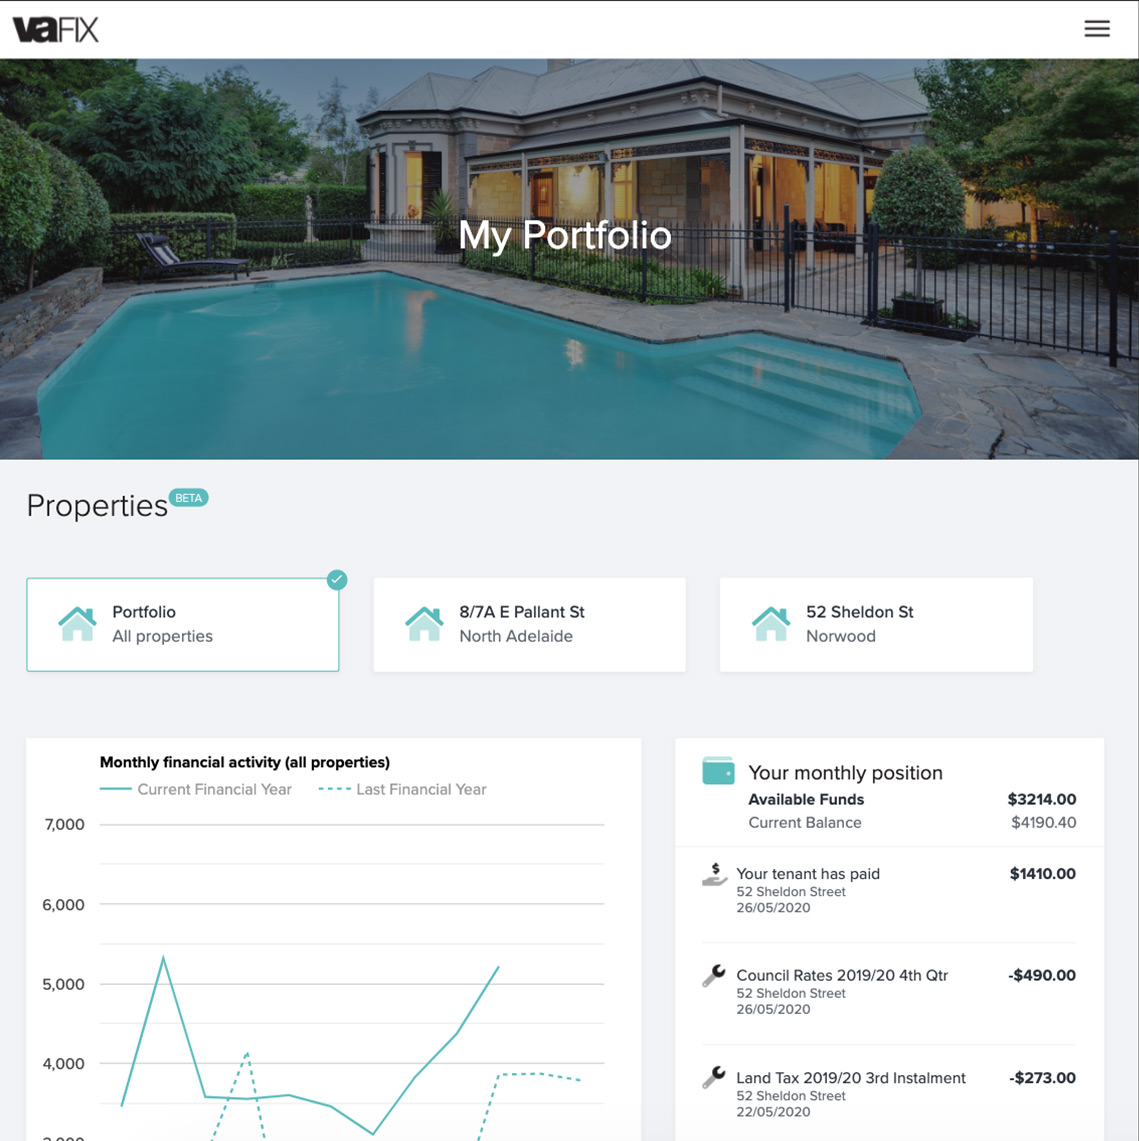 vaFIX
My Portfolio
Properties BETA
Portfolio
All properties
8/7A E Pallant St
North Adelaide
52 Sheldon St
Norwood
Monthly financial activity (all properties)
Current Financial Year
Last Financial Year
7,000
6,000
5,000
4,000
Your monthly position
Available Funds $3214.00
Current Balance $4190.40
$
Your tenant has paid $1410.00
52 Sheldon Street
26/05/2020
Council Rates 2019/20 4th Qtr -$490.00
52 Sheldon Street
26/05/2020
Land Tax 2019/20 3rd Instalment -$273.00
52 Sheldon Street
22/05/2020